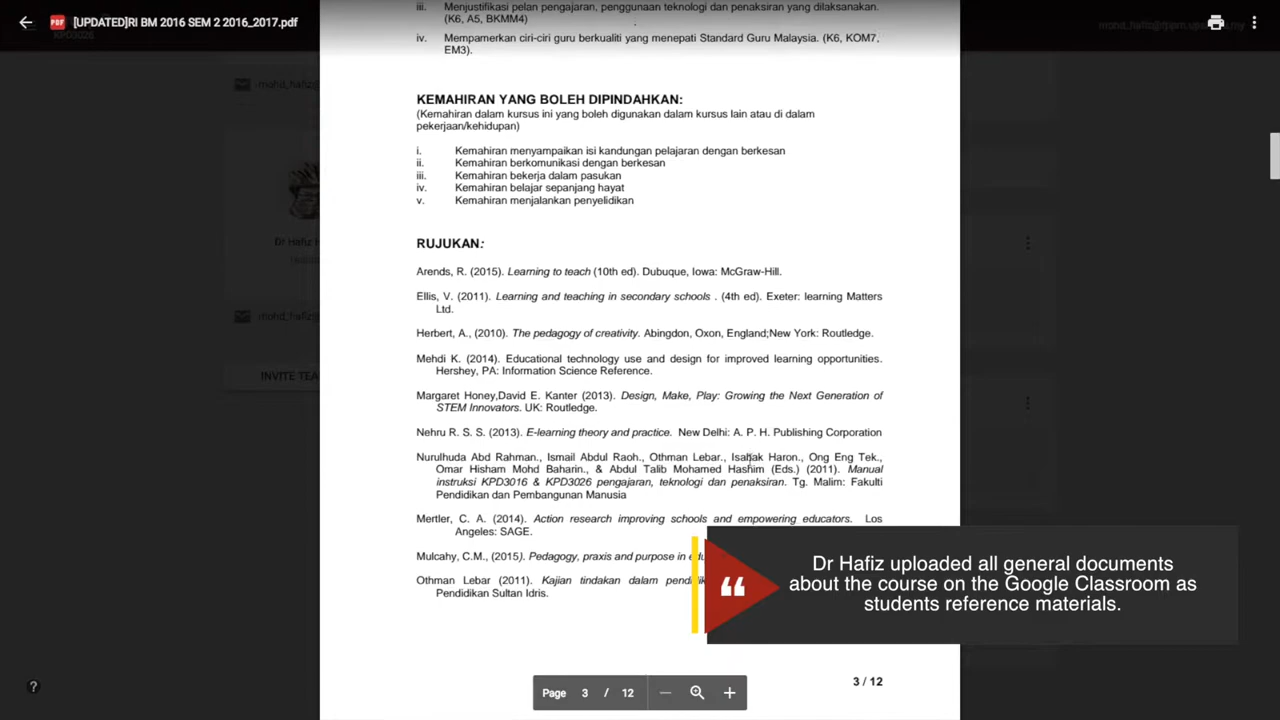 [UPDATED]RI BM 2016 SEM 2 2016_2017.pdf
KPD3026
mohd_hafiz@fppm.upsi.edu.my
iii. Menjustifikasi pelan pengajaran, penggunaan teknologi dan penaksiran yang dilaksanakan.
(K6, A5, BKMM4)
iv. Mempamerkan ciri-ciri guru berkualiti yang menepati Standard Guru Malaysia. (K6, KOM7,
EM3).
KEMAHIRAN YANG BOLEH DIPINDAHKAN:
(Kemahiran dalam kursus ini yang boleh digunakan dalam kursus lain atau di dalam
pekerjaan/kehidupan)
i. Kemahiran menyampaikan isi kandungan pelajaran dengan berkesan
ii. Kemahiran berkomunikasi dengan berkesan
iii. Kemahiran bekerja dalam pasukan
iv. Kemahiran belajar sepanjang hayat
v. Kemahiran menjalankan penyelidikan
RUJUKAN:
Arends, R. (2015). Learning to teach (10th ed). Dubuque, Iowa: McGraw-Hill.
Ellis, V. (2011). Learning and teaching in secondary schools . (4th ed). Exeter: learning Matters
Ltd.
Herbert, A., (2010). The pedagogy of creativity. Abingdon, Oxon, England;New York: Routledge.
Mehdi K. (2014). Educational technology use and design for improved learning opportunities.
Hershey, PA: Information Science Reference.
Margaret Honey,David E. Kanter (2013). Design, Make, Play: Growing the Next Generation of
STEM Innovators. UK: Routledge.
Nehru R. S. S. (2013). E-learning theory and practice. New Delhi: A. P. H. Publishing Corporation
Nurulhuda Abd Rahman., Ismail Abdul Raoh., Othman Lebar., Isahak Haron., Ong Eng Tek.,
Omar Hisham Mohd Baharin., & Abdul Talib Mohamed Hashim (Eds.) (2011). Manual
instruksi KPD3016 & KPD3026 pengajaran, teknologi dan penaksiran. Tg. Malim: Fakulti
Pendidikan dan Pembangunan Manusia
Mertler, C. A. (2014). Action research improving schools and empowering educators. Los
Angeles: SAGE.
Mulcahy, C.M., (2015). Pedagogy, praxis and purpose in
Othman Lebar (2011). Kajian tindakan dalam
Pendidikan Sultan Idris.
3 / 12
Dr Hafiz
mohd_hafiz@
mohd_hafiz@
INVITE
Dr Hafiz uploaded all general documents
about the course on the Google Classroom as
students reference materials.
Page 3 / 12